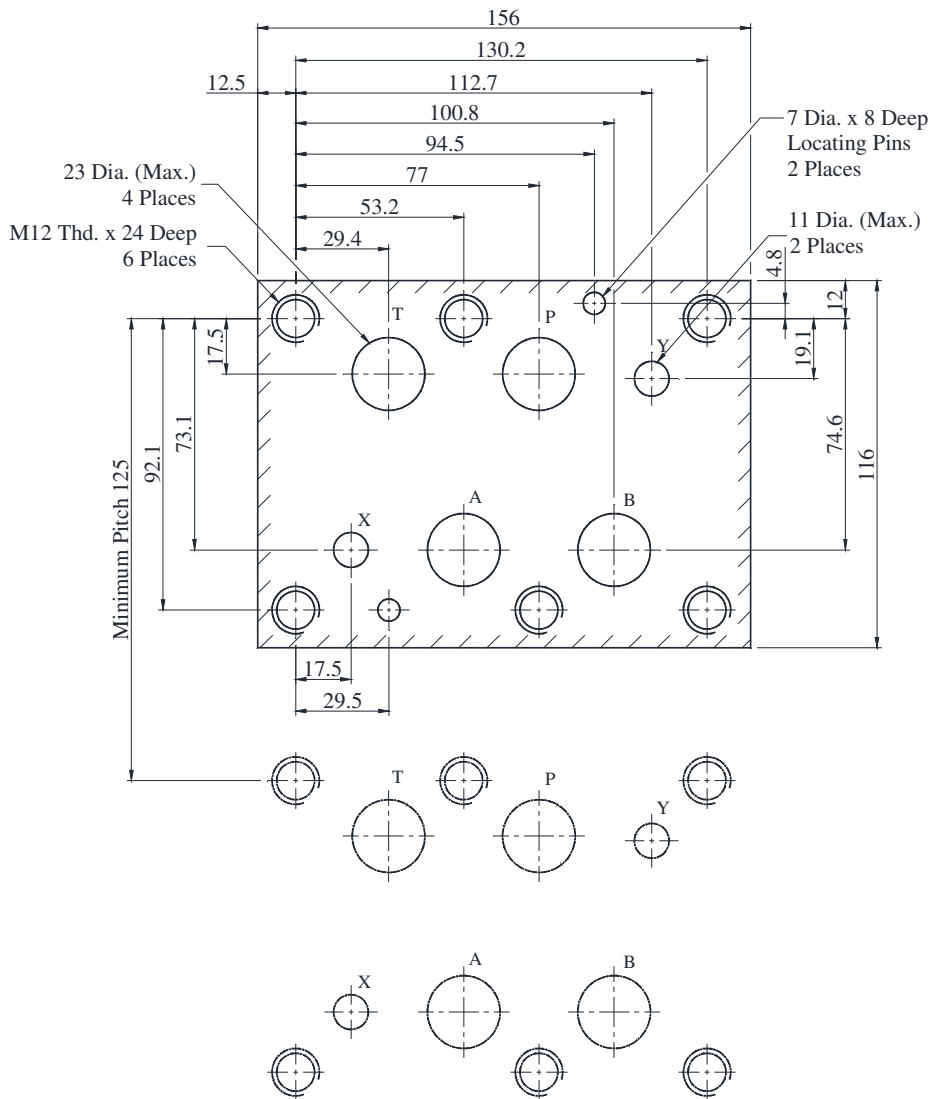 156
130.2
12.5
112.7
100.8
94.5
77
53.2
29.4
7 Dia. x 8 Deep
Locating Pins
2 Places
23 Dia. (Max.)
4 Places
M12 Thd. x 24 Deep
6 Places
11 Dia. (Max.)
2 Places
4.8
12
T
P
Y
17.5
19.1
73.1
92.1
Minimum Pitch 125
74.6
116
X
A
B
17.5
29.5
T
P
Y
X
A
B